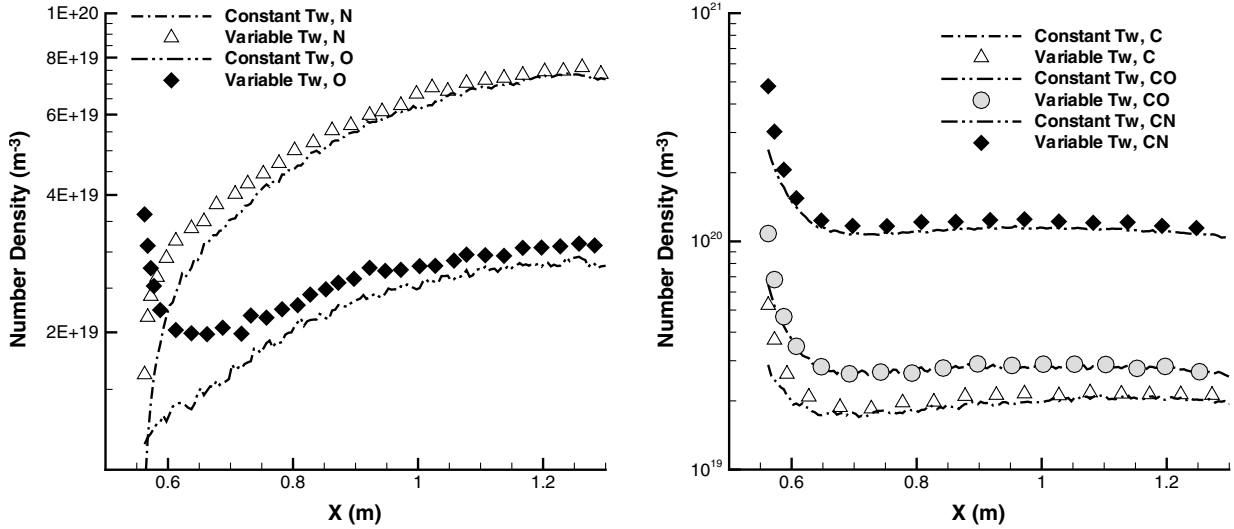 1E+20
8E+19
6E+19
4E+19
2E+19
Number Density (m-3)
Constant Tw, N
Variable Tw, N
Constant Tw, O
Variable Tw, O
0.6 0.8 1 1.2
X (m)
10²¹
10²⁰
10¹⁹
Number Density (m-3)
Constant Tw, C
Variable Tw, C
Constant Tw, CO
Variable Tw, CO
Constant Tw, CN
Variable Tw, CN
0.6 0.8 1 1.2
X (m)